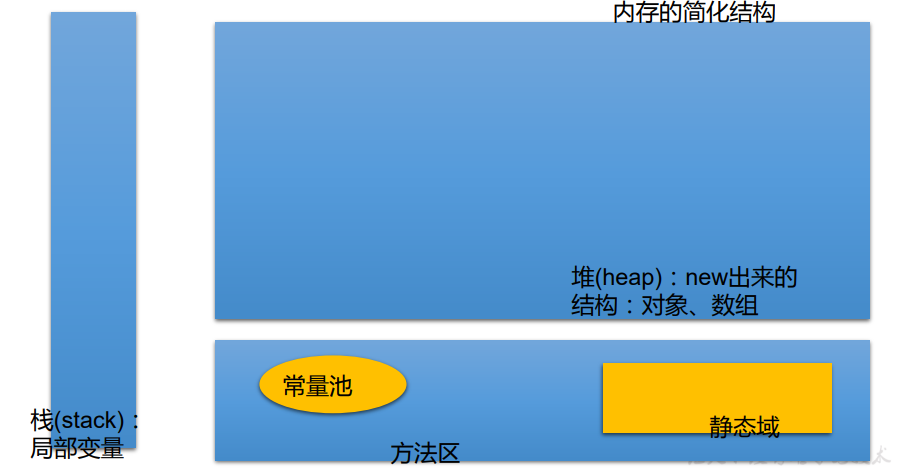 内存的简化结构
堆(heap)：new出来的
结构：对象、数组
常量池
静态域
方法区
栈(stack)：
局部变量